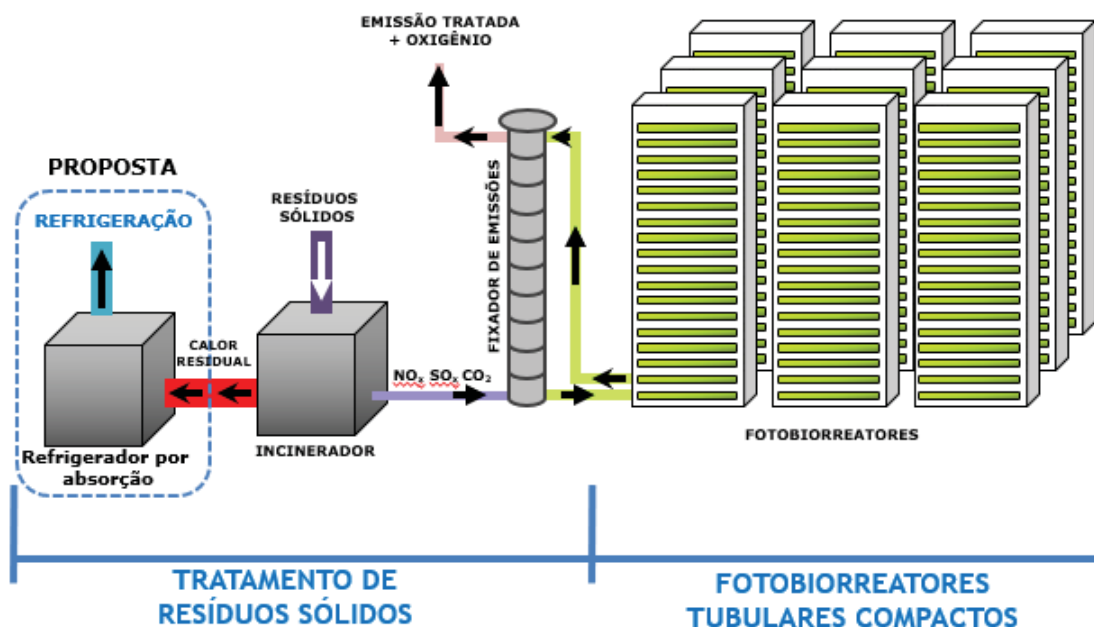 EMISSÃO TRATADA
+ OXIGÊNIO
PROPOSTA
REFRIGERAÇÃO
RESÍDUOS
SÓLIDOS
FIXADOR DE EMISSÕES
CALOR
RESIDUAL
NOₓ SOₓ CO₂
Refrigerador por
absorção
INCINERADOR
FOTOBIORREATORES
TRATAMENTO DE
RESÍDUOS SÓLIDOS
FOTOBIORREATORES
TUBULARES COMPACTOS